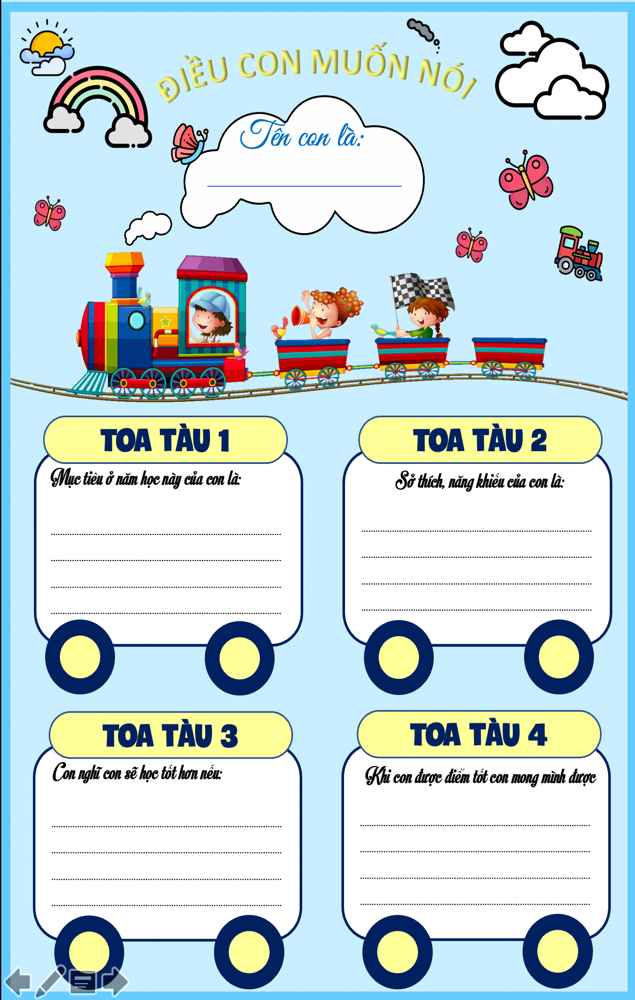 ĐIỀU CON MUỐN NÓI
Tên con là:
TOA TÀU 1
Mục tiêu ở năm học này của con là:
TOA TÀU 2
Sở thích, năng khiếu của con là:
TOA TÀU 3
Con nghĩ con sẽ học tốt hơn nếu:
TOA TÀU 4
Khi con được điểm tốt con mong mình được